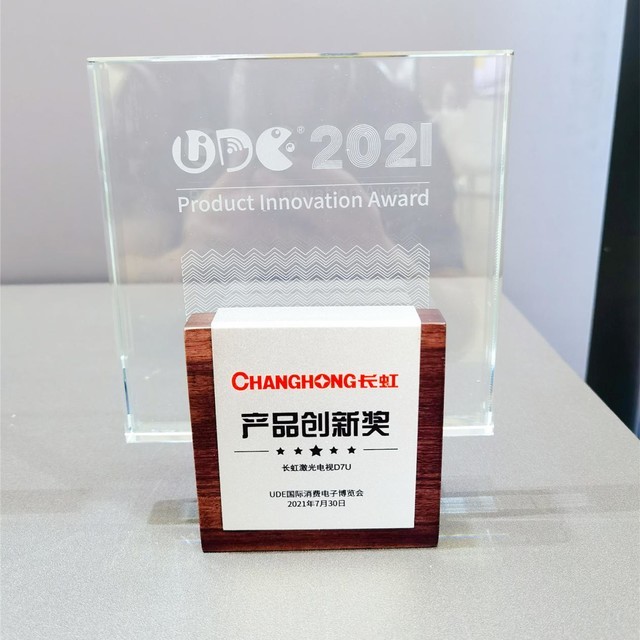 UDE® 2021
Product Innovation Award
CHANGHONG长虹
产品创新奖
长虹激光电视D7U
UDE国际消费电子博览会
2021年7月30日